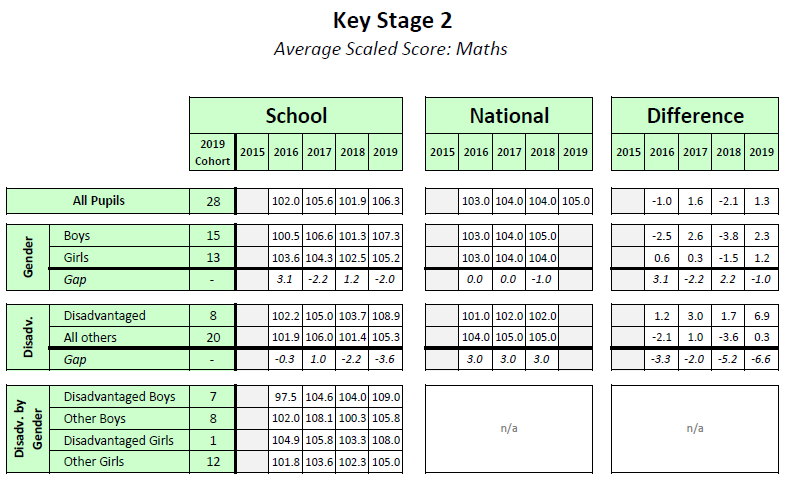 Key Stage 2
Average Scaled Score: Maths
School National Difference
2019 Cohort 2015 2016 2017 2018 2019 2015 2016 2017 2018 2019 2015 2016 2017 2018 2019
All Pupils 28 102.0 105.6 101.9 106.3 103.0 104.0 104.0 105.0 -1.0 1.6 -2.1 1.3
Gender
Boys 15 100.5 106.6 101.3 107.3 103.0 104.0 105.0 -2.5 2.6 -3.8 2.3
Girls 13 103.6 104.3 102.5 105.2 103.0 104.0 104.0 0.6 0.3 -1.5 1.2
Gap - 3.1 -2.2 1.2 -2.0 0.0 0.0 -1.0 3.1 -2.2 2.2 -1.0
Disadv.
Disadvantaged 8 102.2 105.0 103.7 108.9 101.0 102.0 102.0 1.2 3.0 1.7 6.9
All others 20 101.9 106.0 101.4 105.3 104.0 105.0 105.0 -2.1 1.0 -3.6 0.3
Gap - -0.3 1.0 -2.2 -3.6 3.0 3.0 3.0 -3.3 -2.0 -5.2 -6.6
Disadv. by Gender
Disadvantaged Boys 7 97.5 104.6 104.0 109.0
Other Boys 8 102.0 108.1 100.3 105.8
n/a n/a
Disadvantaged Girls 1 104.9 105.8 103.3 108.0
Other Girls 12 101.8 103.6 102.3 105.0